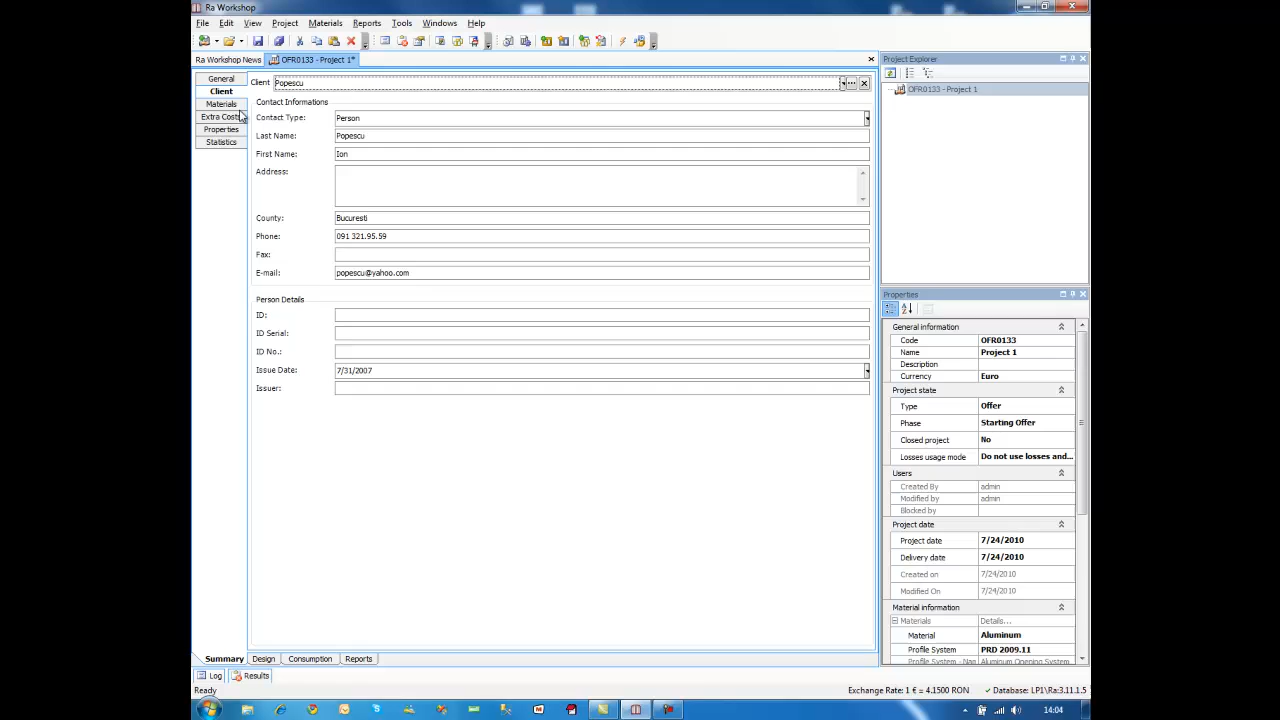 Ra Workshop
File Edit View Project Materials Reports Tools Windows Help
Ra Workshop News OFR0133 - Project 1*
General
Client
Materials
Extra Costs
Properties
Statistics
Client Popescu
Contact Informations
Contact Type: Person
Last Name: Popescu
First Name: Ion
Address:
County: Bucuresti
Phone: 091 321.95.59
Fax:
E-mail: popescu@yahoo.com
Person Details
ID:
ID Serial:
ID No.:
Issue Date: 7/31/2007
Issuer:
Project Explorer
OFR0133 - Project 1
Properties
General information
Code OFR0133
Name Project 1
Description
Currency Euro
Project state
Type Offer
Phase Starting Offer
Closed project No
Losses usage mode Do not use losses and...
Users
Created By admin
Modified by admin
Blocked by
Project date
Project date 7/24/2010
Delivery date 7/24/2010
Created on 7/24/2010
Modified On 7/24/2010
Material information
Materials Details...
Material Aluminum
Profile System PRD 2009.11
Profile System - Nam Aluminum Opening System
Summary Design Consumption Reports
Log Results
Ready Exchange Rate: 1 € = 4.1500 RON Database: LP1\Ra:3.11.1.5
14:04